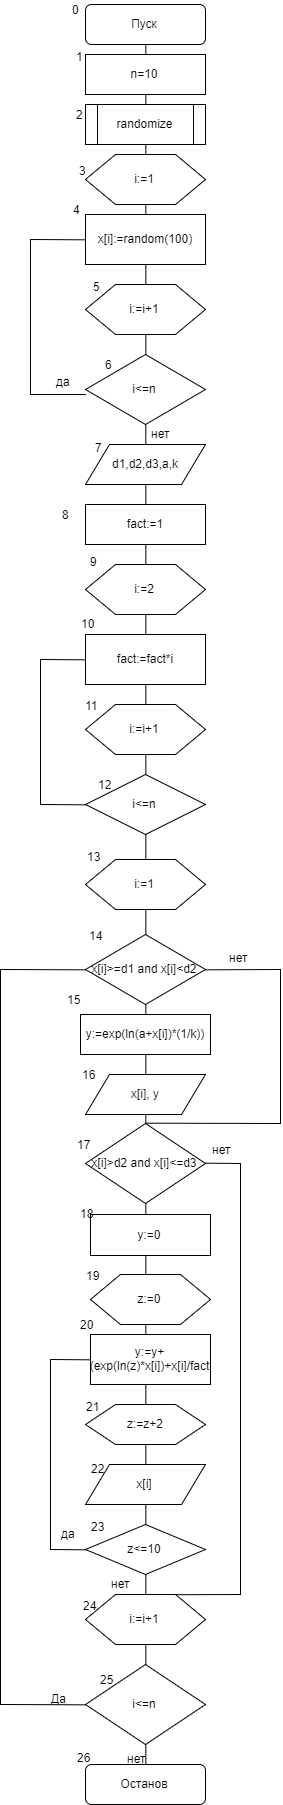 0
Пуск
1
n=10
2
randomize
3
i:=1
4
x[i]:=random(100)
5
i:=i+1
6
i<=n
да
нет
7
d1,d2,d3,a,k
8
fact:=1
9
i:=2
10
fact:=fact*i
11
i:=i+1
12
i<=n
13
i:=1
14
x[i]>=d1 and x[i]<d2
нет
15
y:=exp(ln(a+x[i])*(1/k))
16
x[i], y
17
x[i]>d2 and x[i]<=d3
нет
18
y:=0
19
z:=0
20
y:=y+
(exp(ln(z)*x[i])+x[i]/fact
21
z:=z+2
22
x[i]
23
z<=10
да
нет
24
i:=i+1
25
i<=n
Да
нет
26
Останов